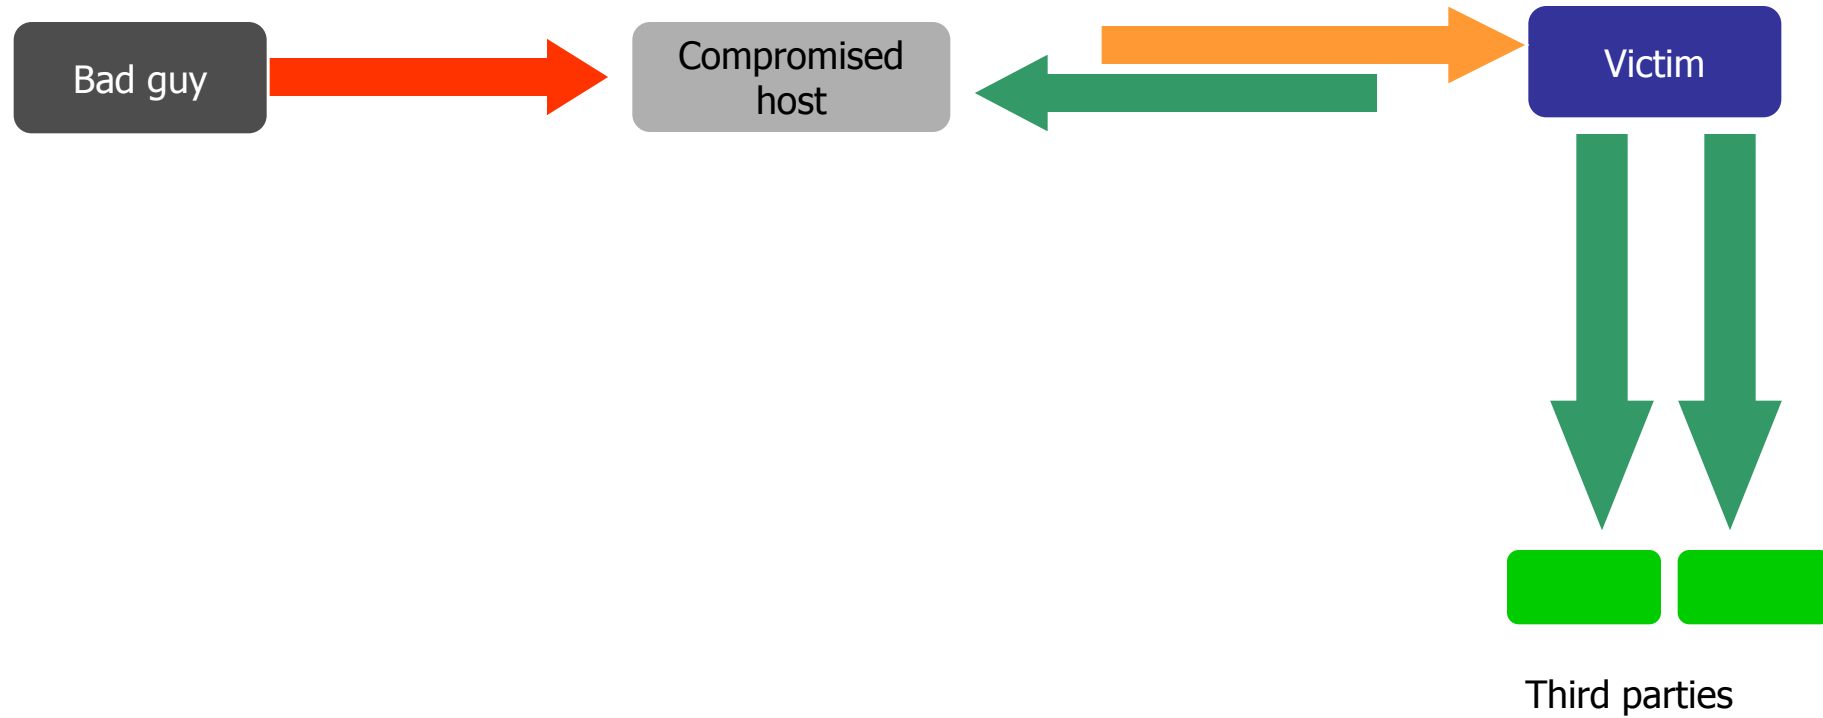 Bad guy
Compromised
host
Victim
Third parties